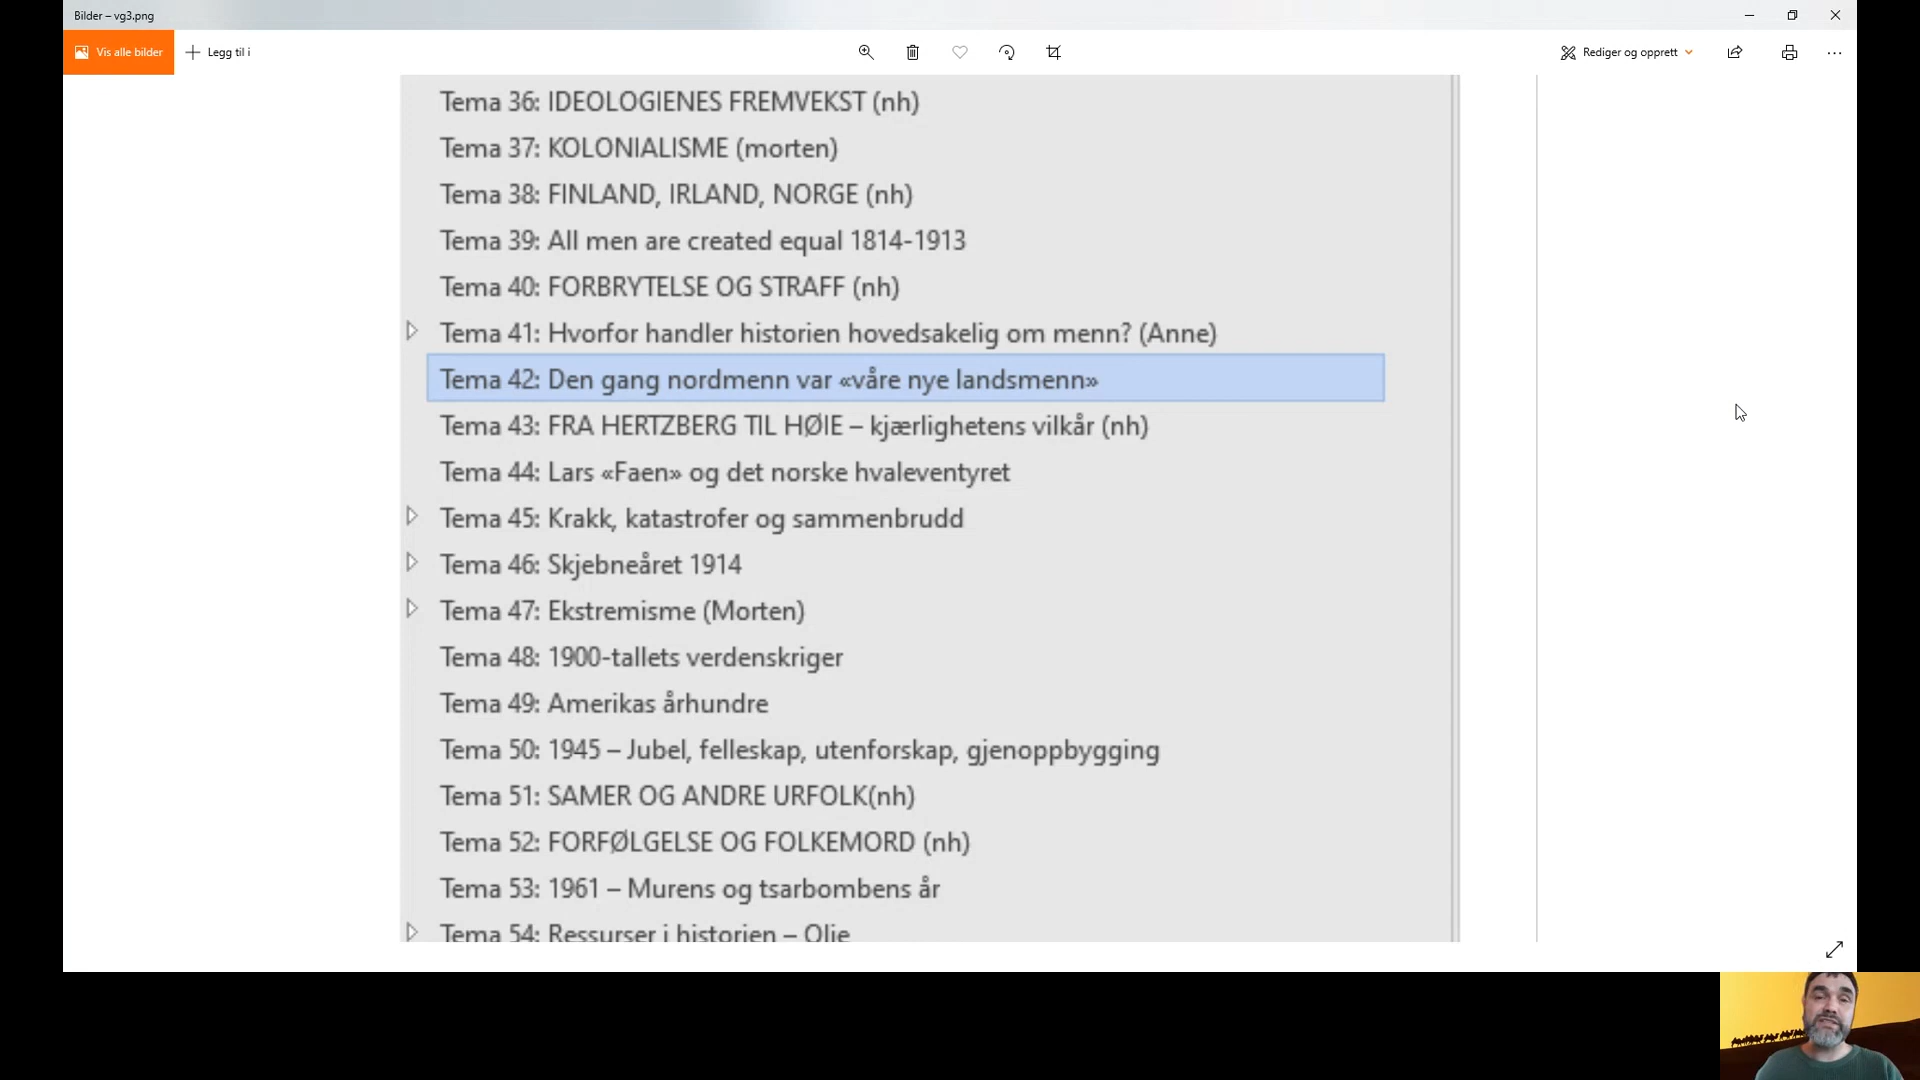 Bilder – vg3.png
Vis alle bilder
Legg til i
Rediger og opprett
Tema 36: IDEOLOGIENES FREMVEKST (nh)
Tema 37: KOLONIALISME (morten)
Tema 38: FINLAND, IRLAND, NORGE (nh)
Tema 39: All men are created equal 1814-1913
Tema 40: FORBRYTELSE OG STRAFF (nh)
Tema 41: Hvorfor handler historien hovedsakelig om menn? (Anne)
Tema 42: Den gang nordmenn var «våre nye landsmenn»
Tema 43: FRA HERTZBERG TIL HØIE – kjærlighetens vilkår (nh)
Tema 44: Lars «Faen» og det norske hvaleventyret
Tema 45: Krakk, katastrofer og sammenbrudd
Tema 46: Skjebneåret 1914
Tema 47: Ekstremisme (Morten)
Tema 48: 1900-tallets verdenskriger
Tema 49: Amerikas århundre
Tema 50: 1945 – Jubel, felleskap, utenforskap, gjenoppbygging
Tema 51: SAMER OG ANDRE URFOLK(nh)
Tema 52: FORFØLGELSE OG FOLKEMORD (nh)
Tema 53: 1961 – Murens og tsarbombens år
Tema 54: Ressurser i historien – Olje